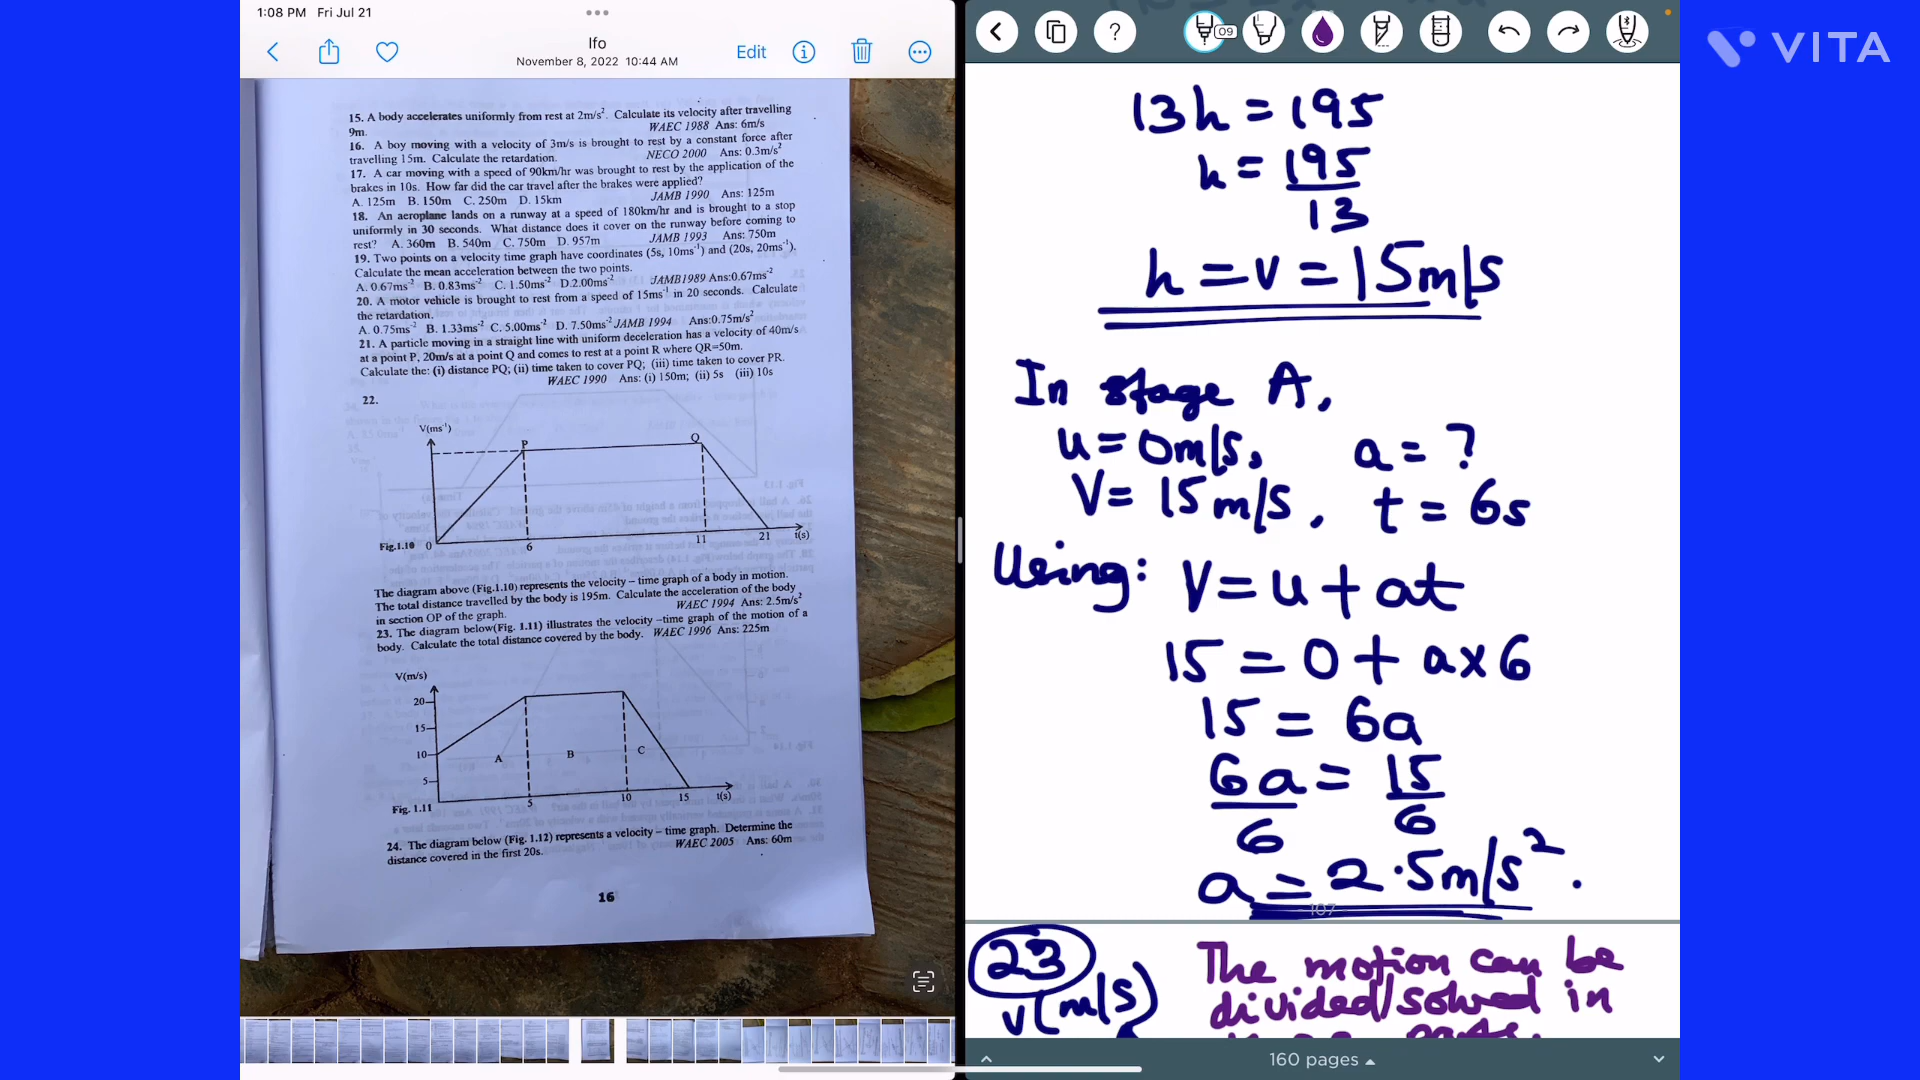 1:08 PM Fri Jul 21
Ifo
November 8, 2022 10:44 AM
Edit
15. A body accelerates uniformly from rest at 2m/s². Calculate its velocity after travelling
9m. WAEC 1988 Ans: 6m/s
16. A boy moving with a velocity of 3m/s is brought to rest by a constant force after
travelling 15m. Calculate the retardation. NECO 2000 Ans: 0.3m/s²
17. A car moving with a speed of 90km/hr was brought to rest by the application of the
brakes in 10s. How far did the car travel after the brakes were applied?
A. 125m B. 150m C. 250m D. 15km JAMB 1990 Ans: 125m
18. An aeroplane lands on a runway at a speed of 180km/hr and is brought to a stop
uniformly in 30 seconds. What distance does it cover on the runway before coming to
rest? A. 360m B. 540m C. 750m D. 957m JAMB 1993 Ans: 750m
19. Two points on a velocity time graph have coordinates (5s, 10ms⁻¹) and (20s, 20ms⁻¹).
Calculate the mean acceleration between the two points.
A. 0.67ms⁻² B. 0.83ms⁻² C. 1.50ms⁻² D.2.00ms⁻² JAMB1989 Ans:0.67ms⁻²
20. A motor vehicle is brought to rest from a speed of 15ms⁻¹ in 20 seconds. Calculate
the retardation.
A. 0.75ms⁻² B. 1.33ms⁻² C. 5.00ms⁻² D. 7.50ms⁻² JAMB 1994 Ans:0.75m/s²
21. A particle moving in a straight line with uniform deceleration has a velocity of 40m/s
at a point P, 20m/s at a point Q and comes to rest at a point R where QR=50m.
Calculate the: (i) distance PQ; (ii) time taken to cover PQ; (iii) time taken to cover PR.
WAEC 1990 Ans: (i) 150m; (ii) 5s (iii) 10s
22.
V(ms⁻¹)
P Q
Fig.1.10 0 6 11 21 t(s)
The diagram above (Fig.1.10) represents the velocity – time graph of a body in motion.
The total distance travelled by the body is 195m. Calculate the acceleration of the body
in section OP of the graph. WAEC 1994 Ans: 2.5m/s²
23. The diagram below(Fig. 1.11) illustrates the velocity –time graph of the motion of a
body. Calculate the total distance covered by the body. WAEC 1996 Ans: 225m
V(m/s)
20
15
10
5
A B C
Fig. 1.11 5 10 15 t(s)
24. The diagram below (Fig. 1.12) represents a velocity – time graph. Determine the
distance covered in the first 20s. WAEC 2005 Ans: 60m
16
?
09
13h = 195
h = 195
13
h = v = 15m/s
In stage A,
u = 0m/s, a = ?
V = 15m/s, t = 6s
Using: V = u + at
15 = 0 + a x 6
15 = 6a
6a = 15
6 6
a = 2.5m/s².
107
23 The motion can be
v(m/s) divided/solved in
160 pages
VITA